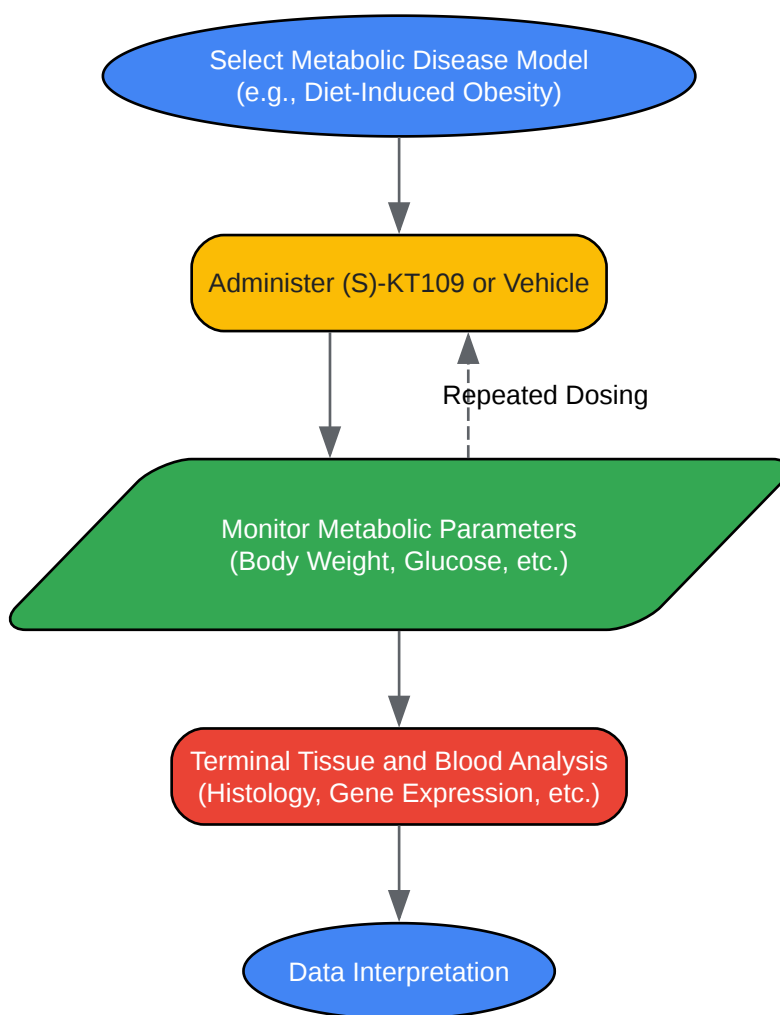 Select Metabolic Disease Model
(e.g., Diet-Induced Obesity)
Administer (S)-KT109 or Vehicle
Repeated Dosing
Monitor Metabolic Parameters
(Body Weight, Glucose, etc.)
Terminal Tissue and Blood Analysis
(Histology, Gene Expression, etc.)
Data Interpretation